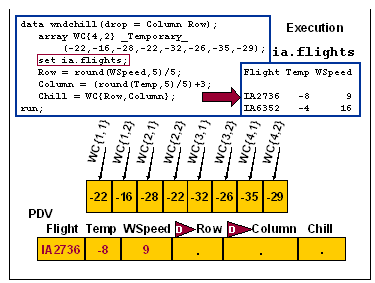 data wndchill(drop = Column Row);
array WC{4,2} _Temporary_
(-22,-16,-28,-22,-32,-26,-35,-29);
set ia.flights;
Row = round(WSpeed,5)/5;
Column = (round(Temp,5)/5)+3;
Chill = WC{Row,Column};
run;
Execution
ia.flights
Flight Temp WSpeed
IA2736 -8 9
IA6352 -4 16
WC{1,1} WC{1,2} WC{2,1} WC{2,2} WC{3,1} WC{3,2} WC{4,1} WC{4,2}
-22 -16 -28 -22 -32 -26 -35 -29
PDV
Flight Temp WSpeed D Row D Column Chill
IA2736 -8 9 . . .